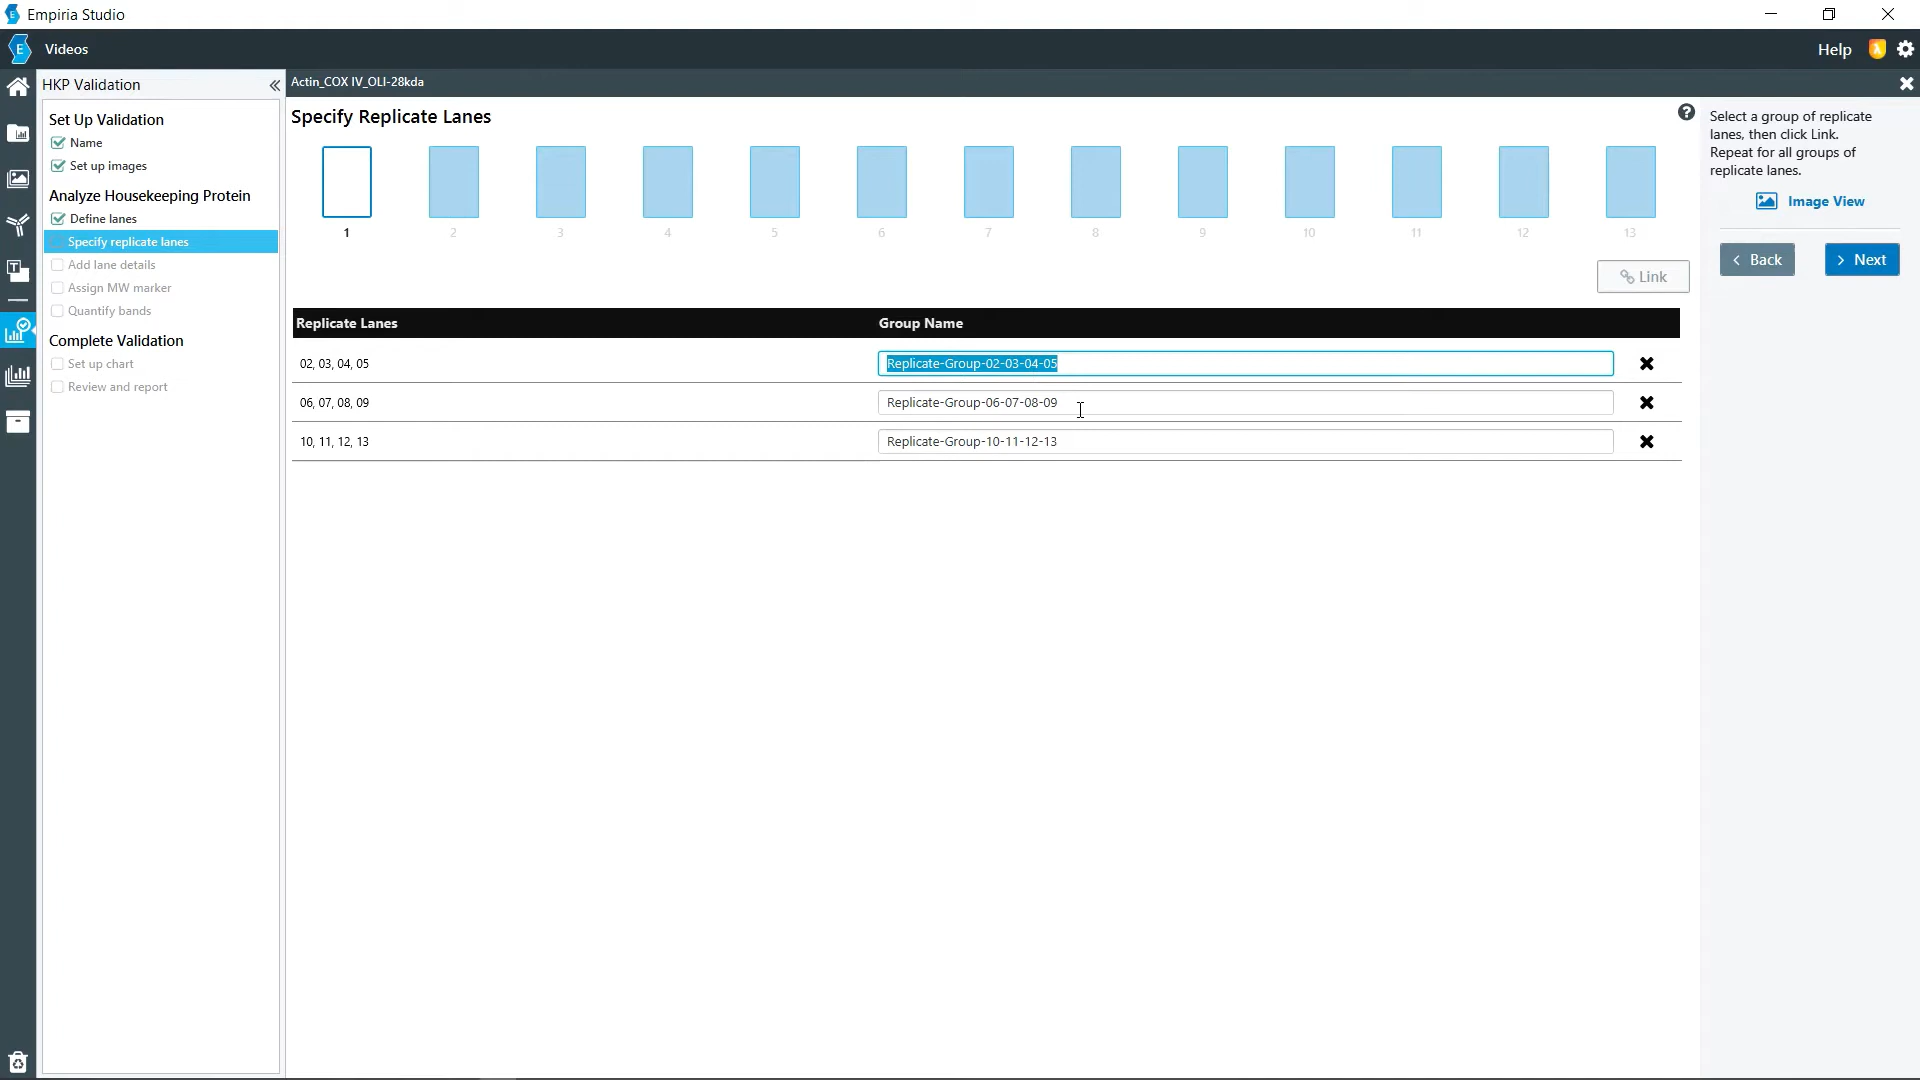 Empiria Studio
Videos
Help
HKP Validation
Actin_COX IV_OLI-28kda
Set Up Validation
Name
Set up images
Analyze Housekeeping Protein
Define lanes
Specify replicate lanes
Add lane details
Assign MW marker
Quantify bands
Complete Validation
Set up chart
Review and report
Specify Replicate Lanes
1 2 3 4 5 6 7 8 9 10 11 12 13
Link
Replicate Lanes Group Name
02, 03, 04, 05 Replicate-Group-02-03-04-05
06, 07, 08, 09 Replicate-Group-06-07-08-09
10, 11, 12, 13 Replicate-Group-10-11-12-13
Select a group of replicate
lanes, then click Link.
Repeat for all groups of
replicate lanes.
Image View
Back
Next